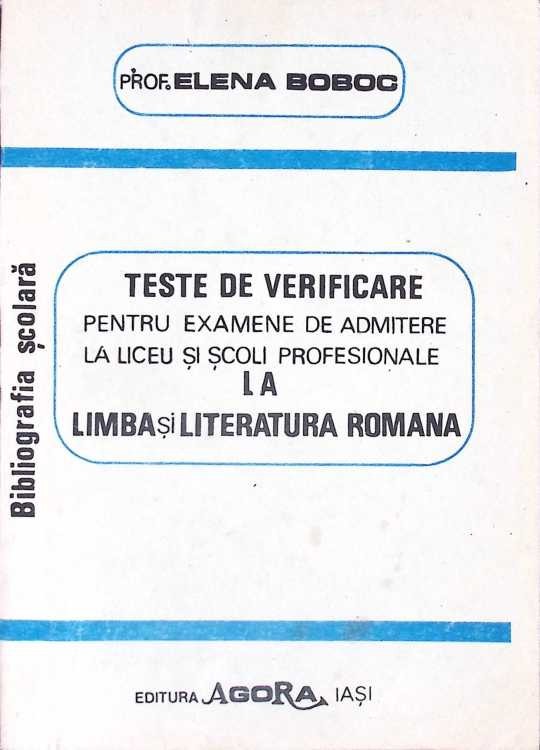 PROF. ELENA BOBOC
Bibliografia școlară
TESTE DE VERIFICARE
PENTRU EXAMENE DE ADMITERE
LA LICEU ȘI ȘCOLI PROFESIONALE
LA
LIMBA și LITERATURA ROMANA
EDITURA AGORA IAȘI